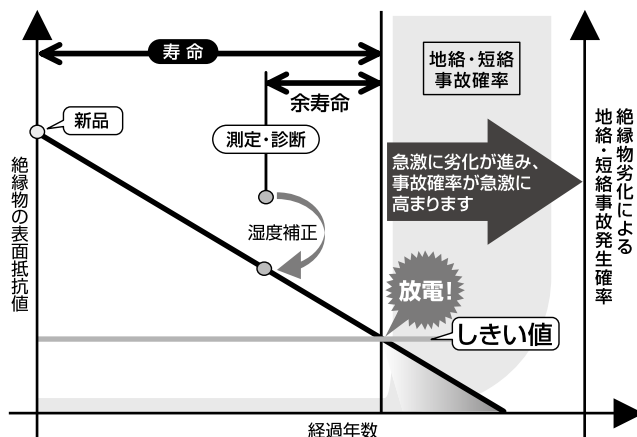 寿命
余寿命
地絡・短絡
事故確率
新品
測定・診断
急激に劣化が進み、
事故確率が急激に
高まります
湿度補正
放電！
しきい値
絶縁物の表面抵抗値
絶縁物劣化による
地絡・短絡事故発生確率
経過年数